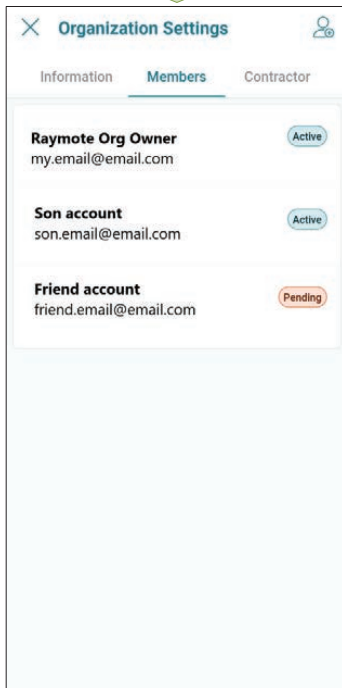 Organization Settings
Information Members Contractor
Raymote Org Owner Active
my.email@email.com
Son account Active
son.email@email.com
Friend account Pending
friend.email@email.com